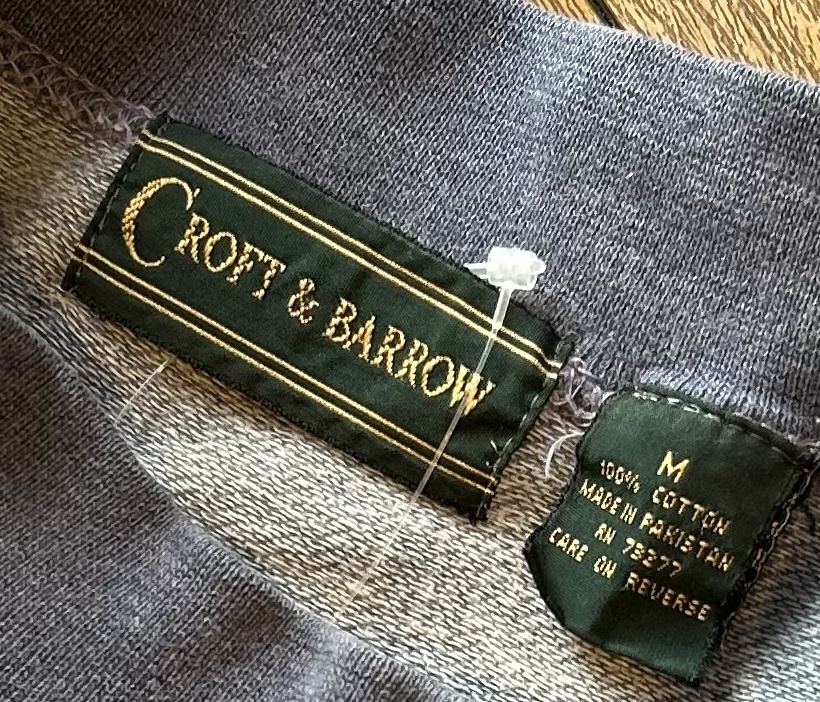 CROFT & BARROW
M
100% COTTON
MADE IN PAKISTAN
RN 73277
CARE ON REVERSE